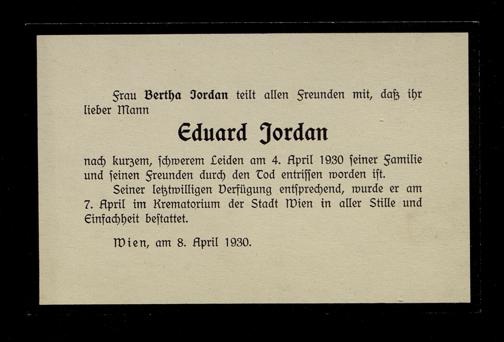 Frau Bertha Jordan teilt allen Freunden mit, daß ihr
lieber Mann
Eduard Jordan
nach kurzem, schwerem Leiden am 4. April 1930 seiner Familie
und seinen Freunden durch den Tod entrissen worden ist.
Seiner letztwilligen Verfügung entsprechend, wurde er am
7. April im Krematorium der Stadt Wien in aller Stille und
Einfachheit bestattet.
Wien, am 8. April 1930.